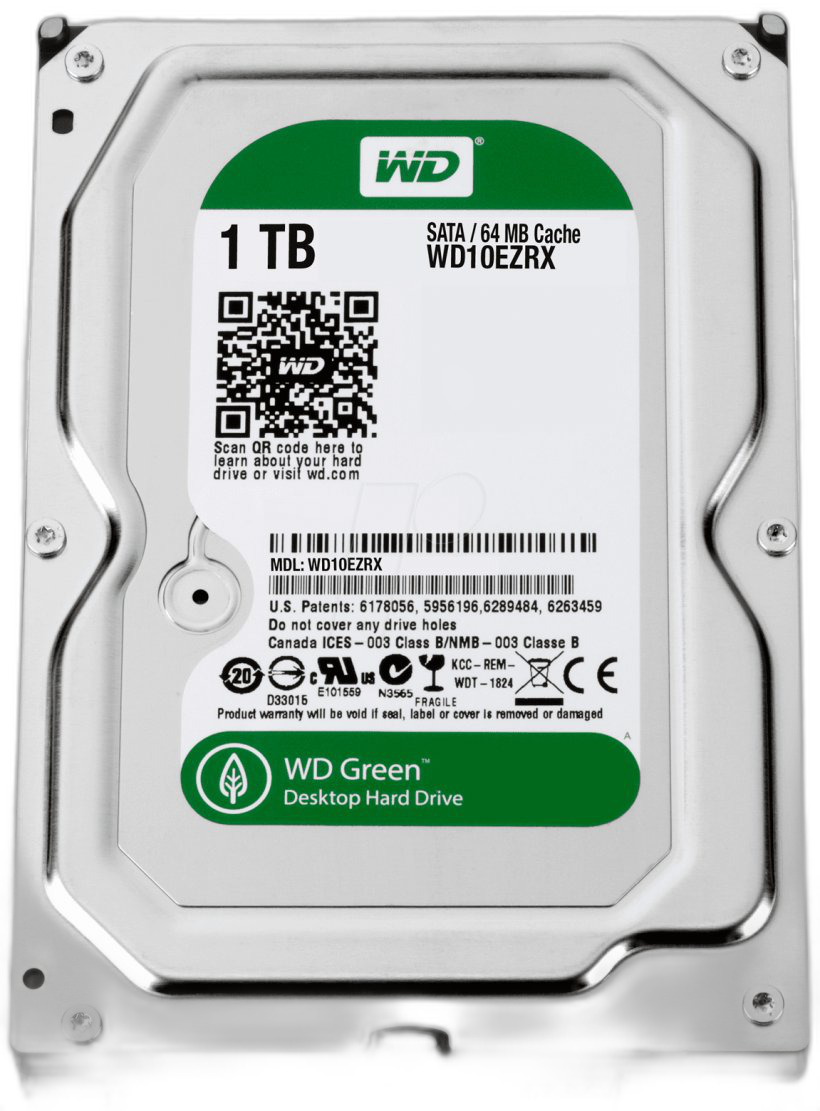 WD®
1 TB
SATA / 64 MB Cache
WD10EZRX
WD
Scan QR code here to
learn about your hard
drive or visit wd.com
MDL: WD10EZRX
U.S. Patents: 6178056, 5956196,6289484, 6263459
Do not cover any drive holes
Canada ICES-003 Class B/NMB-003 Classe B
20 c RU us KCC-REM-
D33015 E101559 N3565 WDT-1824 CE
FRAGILE
Product warranty will be void if seal, label or cover is removed or damaged
A
WD Green™
Desktop Hard Drive